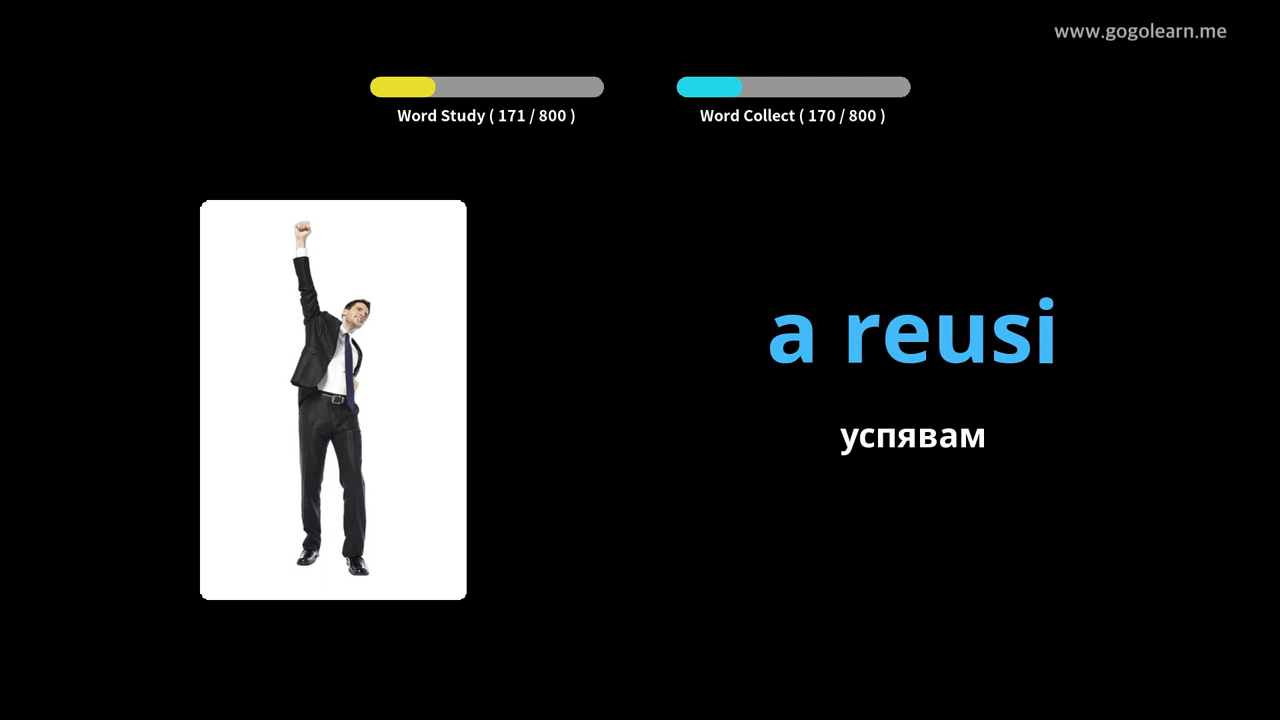 www.gogolearn.me
Word Study ( 171 / 800 )
Word Collect ( 170 / 800 )
a reusi
успявам